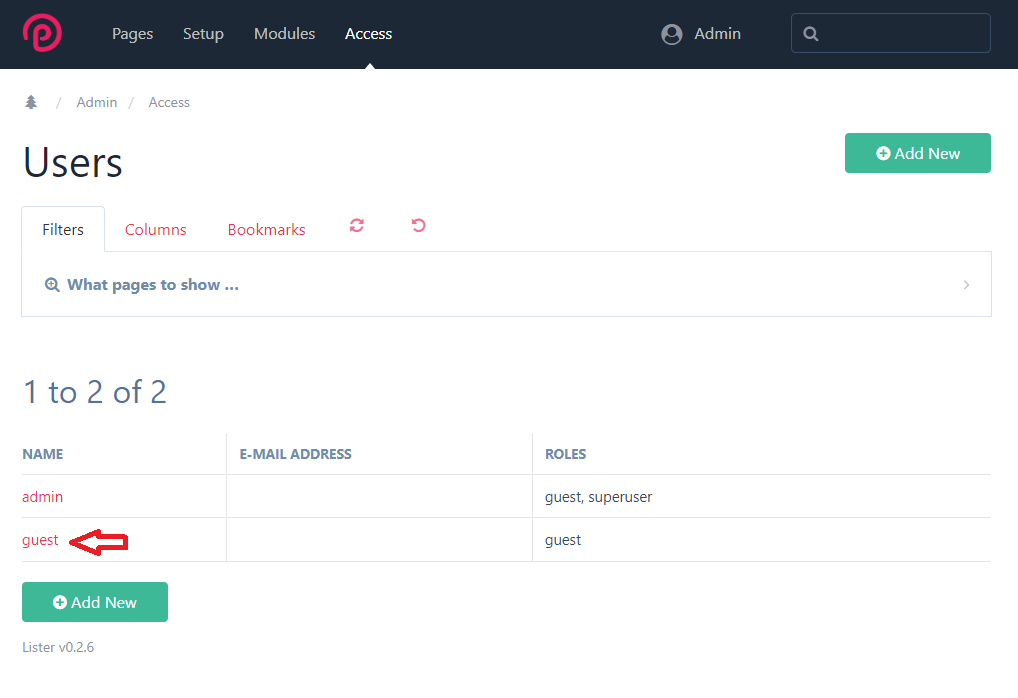 Pages Setup Modules Access Admin
/ Admin / Access
Users
Add New
Filters Columns Bookmarks
What pages to show ...
1 to 2 of 2
NAME E-MAIL ADDRESS ROLES
admin guest, superuser
guest guest
Add New
Lister v0.2.6